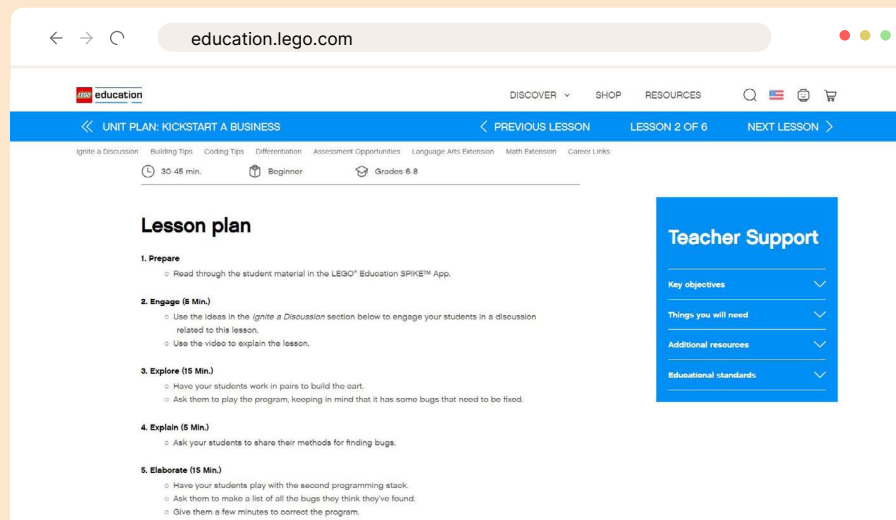 education.lego.com
LEGO education
DISCOVER SHOP RESOURCES
UNIT PLAN: KICKSTART A BUSINESS PREVIOUS LESSON LESSON 2 OF 6 NEXT LESSON
Ignite a Discussion Building Tips Coding Tips Differentiation Assessment Opportunities Language Arts Extension Math Extension Career Links
30-45 min. Beginner Grades 6-8
Lesson plan
1. Prepare
Read through the student material in the LEGO® Education SPIKE™ App.
2. Engage (5 Min.)
Use the ideas in the Ignite a Discussion section below to engage your students in a discussion
related to this lesson.
Use the video to explain the lesson.
3. Explore (15 Min.)
Have your students work in pairs to build the cart.
Ask them to play the program, keeping in mind that it has some bugs that need to be fixed.
4. Explain (5 Min.)
Ask your students to share their methods for finding bugs.
5. Elaborate (15 Min.)
Have your students play with the second programming stack.
Ask them to make a list of all the bugs they think they've found.
Give them a few minutes to correct the program.
Teacher Support
Key objectives
Things you will need
Additional resources
Educational standards